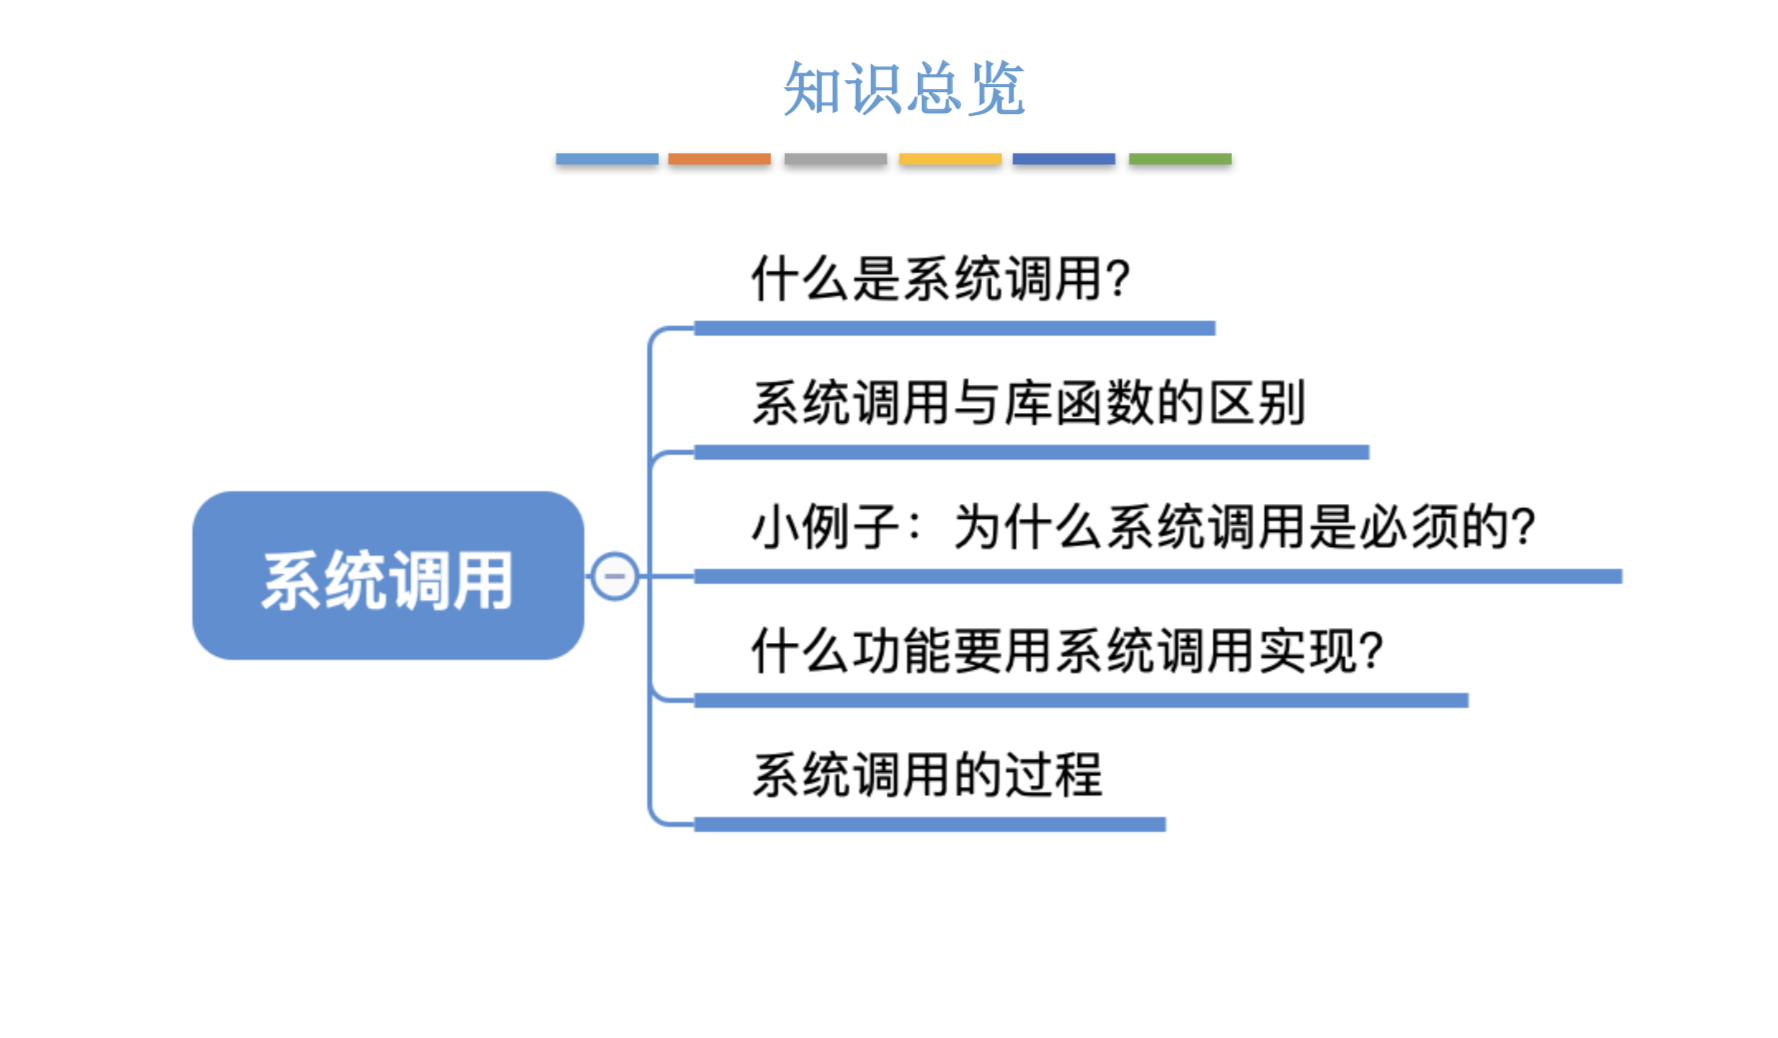 知识总览
什么是系统调用?
系统调用与库函数的区别
小例子：为什么系统调用是必须的?
系统调用
什么功能要用系统调用实现?
系统调用的过程